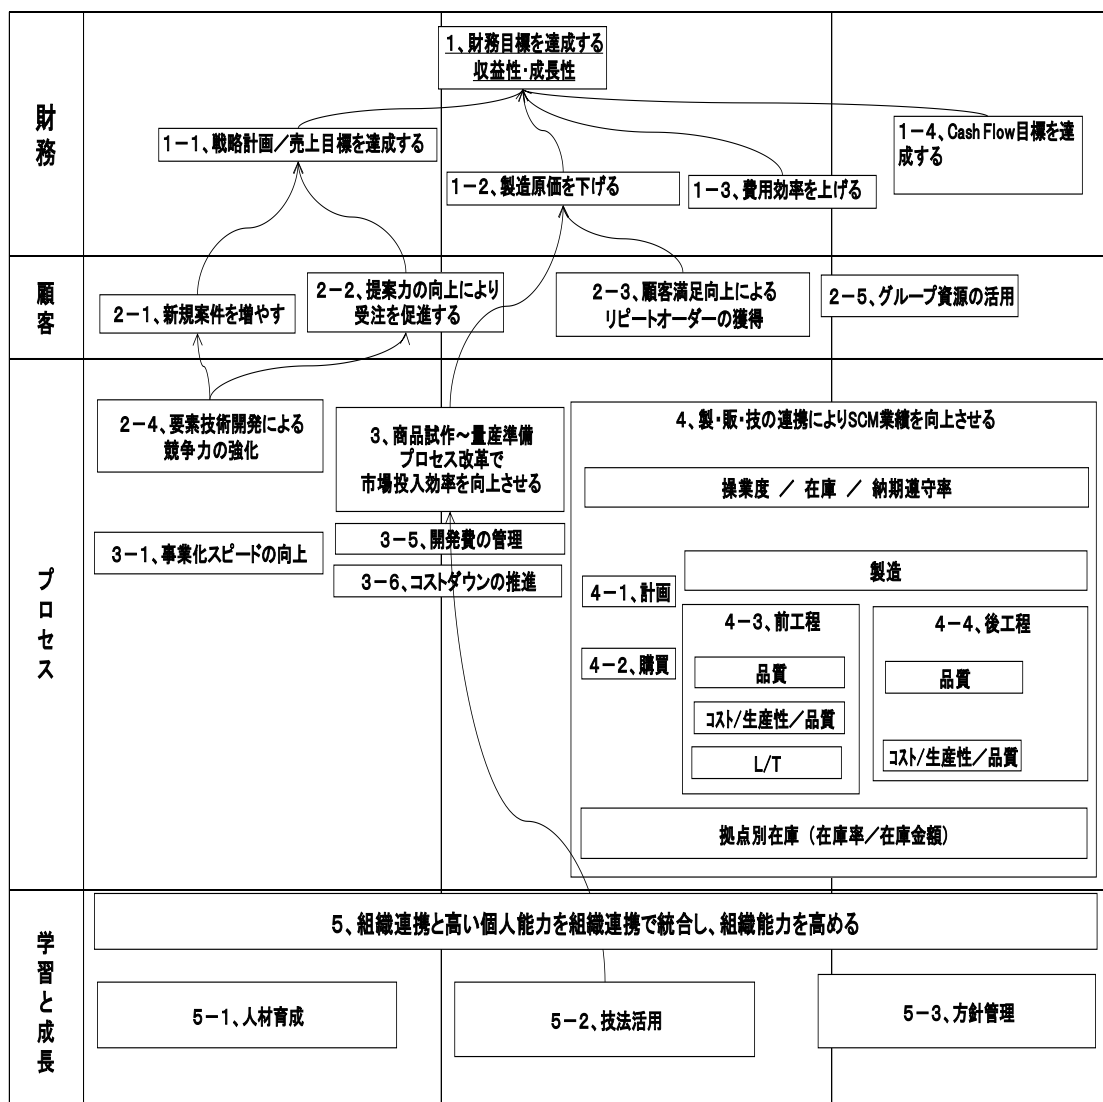 財務
1、財務目標を達成する
収益性・成長性
1－1、戦略計画／売上目標を達成する
1－2、製造原価を下げる
1－3、費用効率を上げる
1－4、Cash Flow目標を達
成する
顧客
2－1、新規案件を増やす
2－2、提案力の向上により
受注を促進する
2－3、顧客満足向上による
リピートオーダーの獲得
2－5、グループ資源の活用
プロセス
2－4、要素技術開発による
競争力の強化
3－1、事業化スピードの向上
3、商品試作～量産準備
プロセス改革で
市場投入効率を向上させる
3－5、開発費の管理
3－6、コストダウンの推進
4、製・販・技の連携によりSCM業績を向上させる
操業度 ／ 在庫 ／ 納期遵守率
製造
4－1、計画
4－2、購買
4－3、前工程
品質
コスト/生産性／品質
L/T
4－4、後工程
品質
コスト/生産性／品質
拠点別在庫（在庫率／在庫金額）
学習と成長
5、組織連携と高い個人能力を組織連携で統合し、組織能力を高める
5－1、人材育成
5－2、技法活用
5－3、方針管理